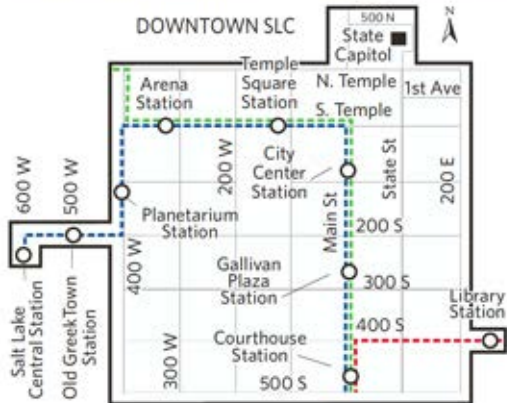 DOWNTOWN SLC
500 N
N
State
Capitol
Arena
Station
Temple
Square
Station
N. Temple
1st Ave
S. Temple
City
Center
Station
200 W
State St
200 E
600 W
500 W
Planetarium
Station
400 W
Main St
200 S
Gallivan
Plaza
Station
300 S
Library
Station
400 S
Salt Lake
Central Station
Old GreekTown
Station
300 W
Courthouse
Station
500 S